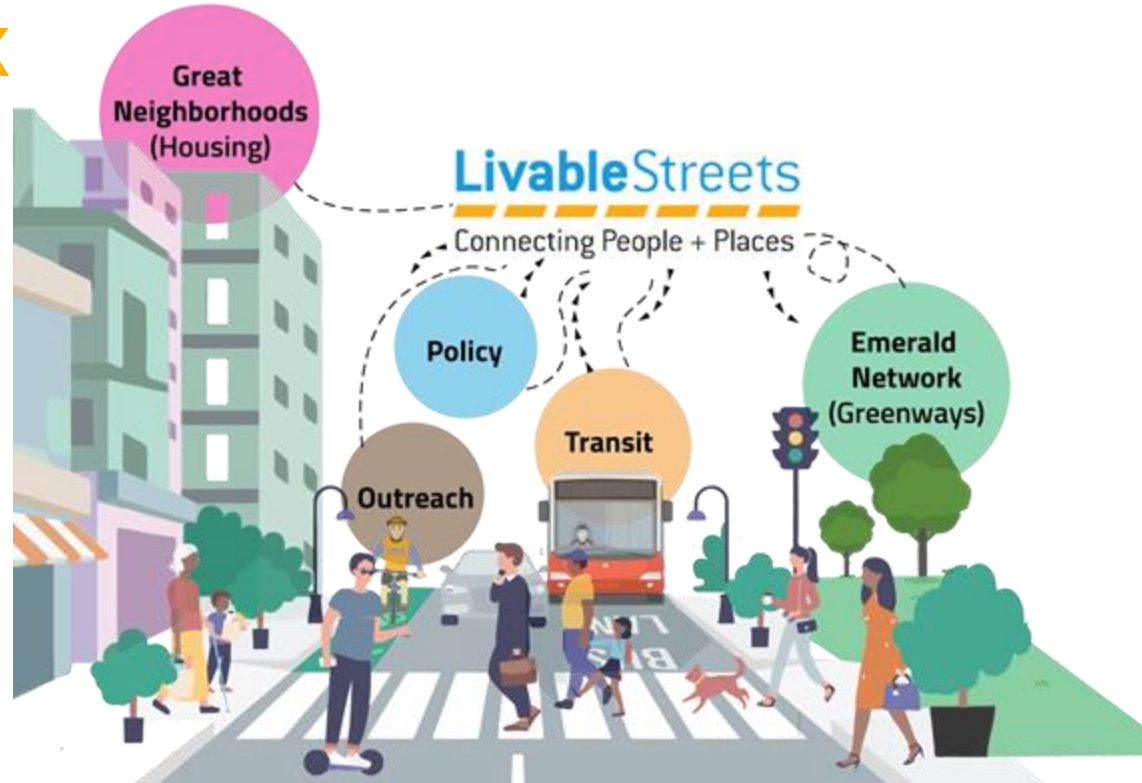 Great
Neighborhoods
(Housing)
LivableStreets
Connecting People + Places
Policy
Emerald
Network
(Greenways)
Transit
Outreach